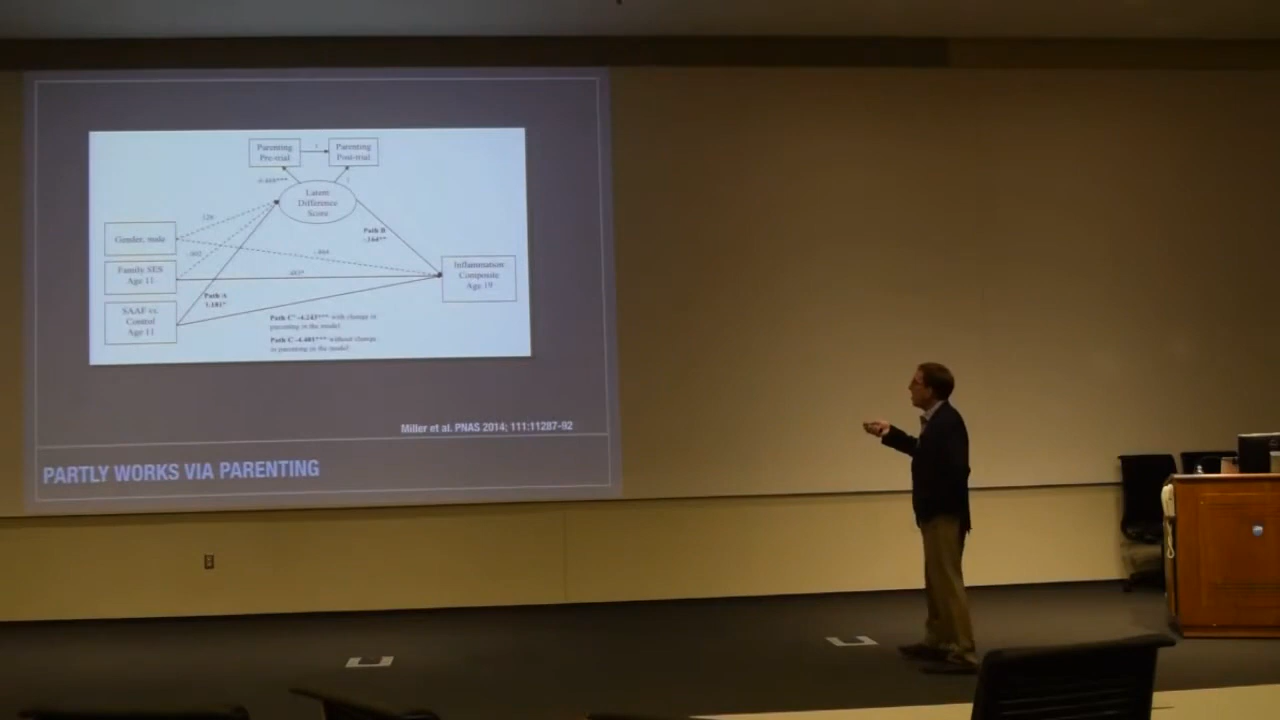 Parenting
Pre-trial
Parenting
Post-trial
1
Latent
Difference
Score
Gender, male
Family SES
Age 11
SAAF vs.
Control
Age 11
Path A
Path B
Inflammation
Composite
Age 19
with change in
parenting in the model
without change
in parenting in the model
Miller et al. PNAS 2014; 111:11287-92
PARTLY WORKS VIA PARENTING